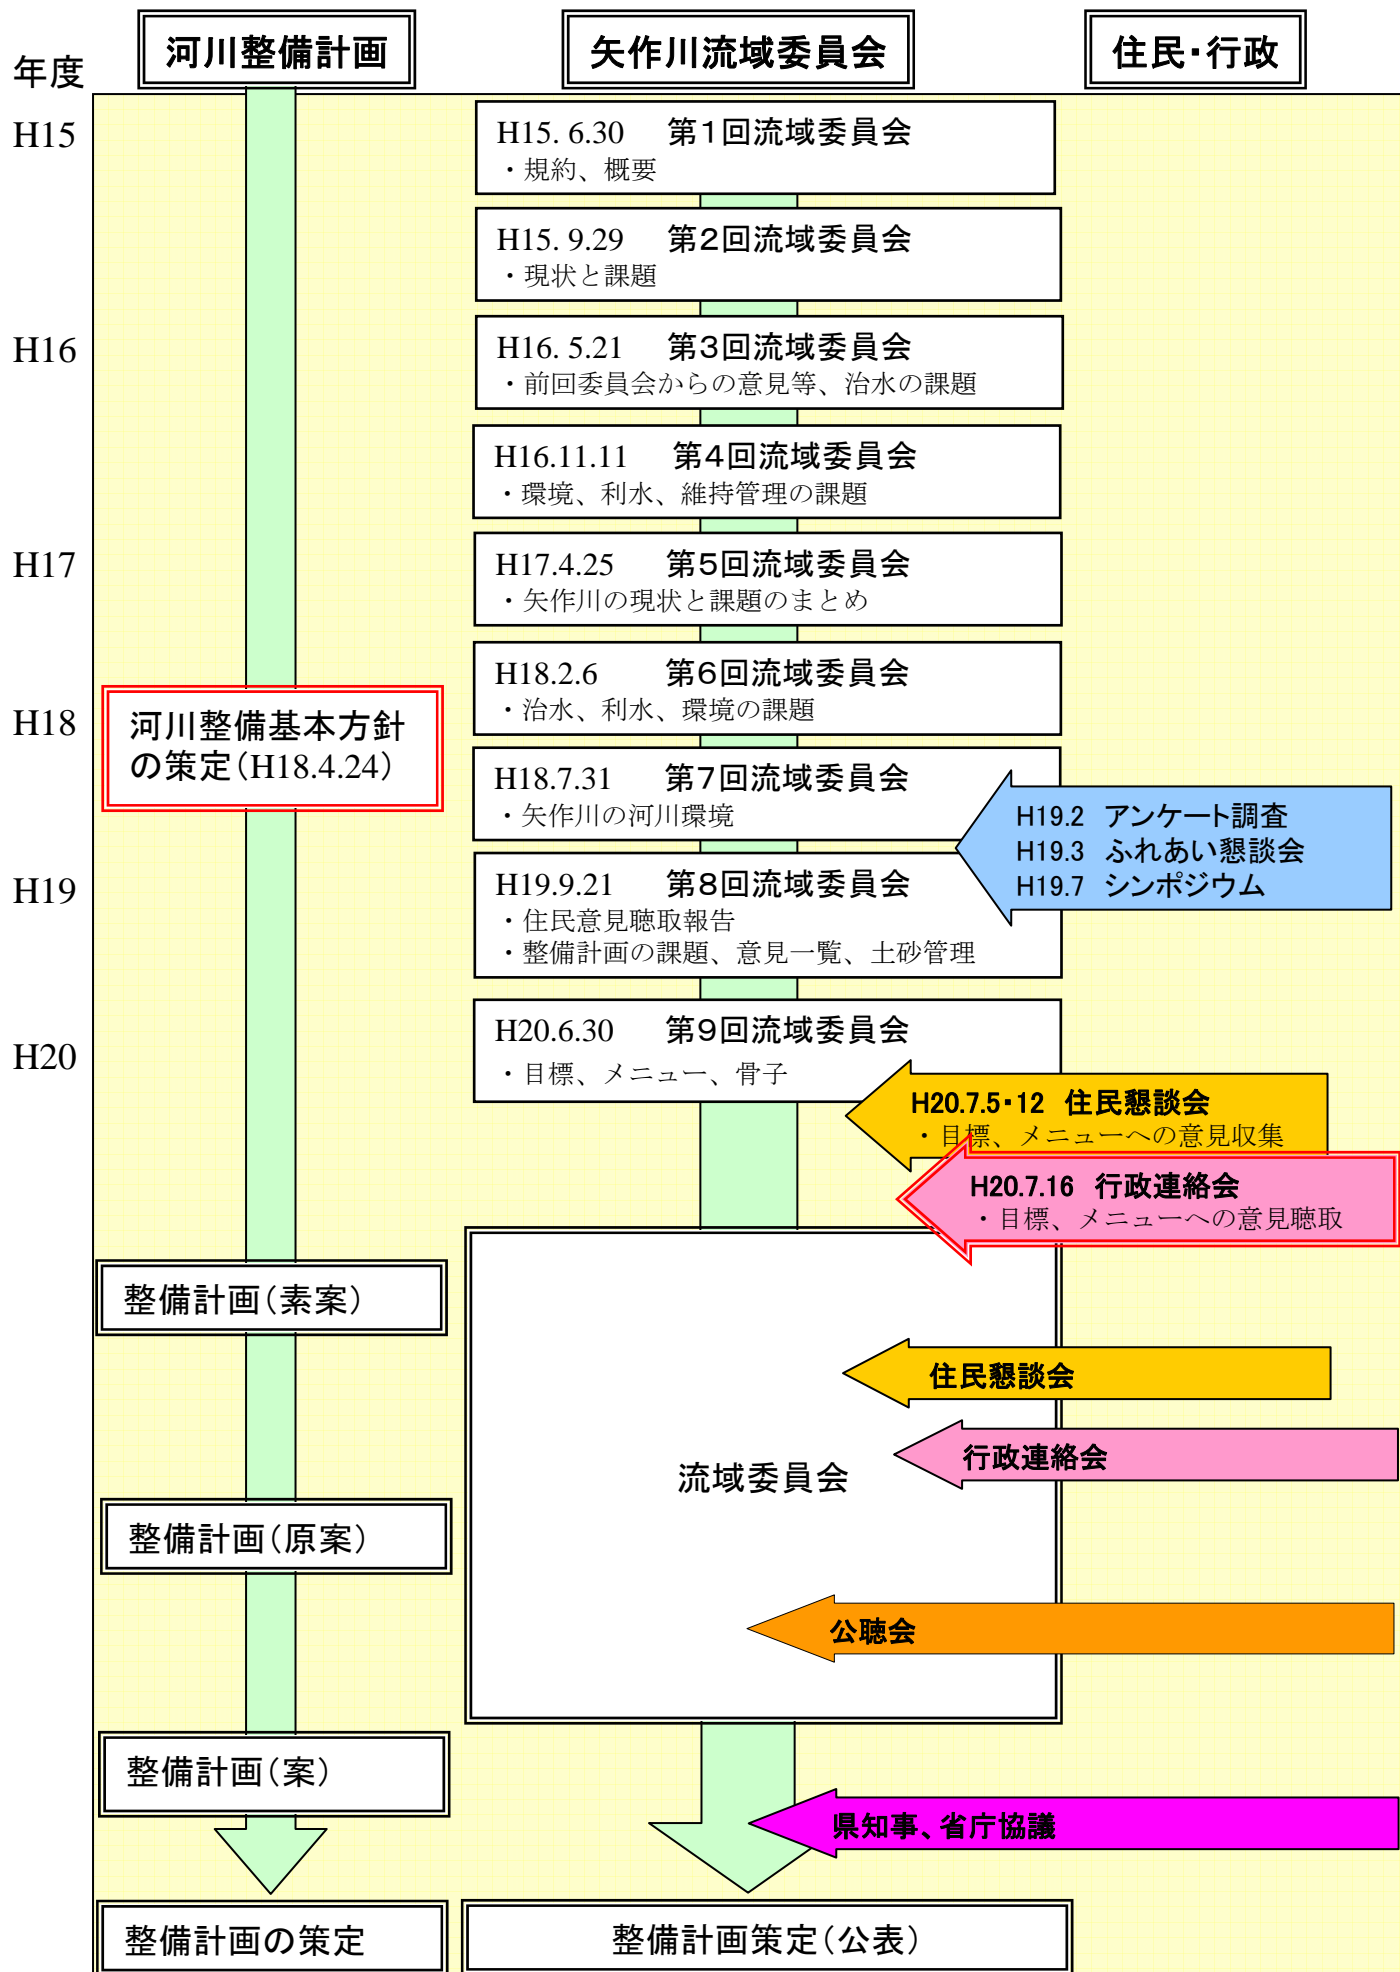 河川整備計画
矢作川流域委員会
住民・行政
年度
H15
H15. 6.30 第1回流域委員会
・規約、概要
H15. 9.29 第2回流域委員会
・現状と課題
H16
H16. 5.21 第3回流域委員会
・前回委員会からの意見等、治水の課題
H16.11.11 第4回流域委員会
・環境、利水、維持管理の課題
H17
H17.4.25 第5回流域委員会
・矢作川の現状と課題のまとめ
H18.2.6 第6回流域委員会
・治水、利水、環境の課題
H18
河川整備基本方針
の策定(H18.4.24)
H18.7.31 第7回流域委員会
・矢作川の河川環境
H19.2 アンケート調査
H19.3 ふれあい懇談会
H19.7 シンポジウム
H19
H19.9.21 第8回流域委員会
・住民意見聴取報告
・整備計画の課題、意見一覧、土砂管理
H20
H20.6.30 第9回流域委員会
・目標、メニュー、骨子
H20.7.5・12 住民懇談会
・目標、メニューへの意見収集
H20.7.16 行政連絡会
・目標、メニューへの意見聴取
整備計画(素案)
住民懇談会
行政連絡会
流域委員会
整備計画(原案)
公聴会
整備計画(案)
県知事、省庁協議
整備計画の策定
整備計画策定(公表)